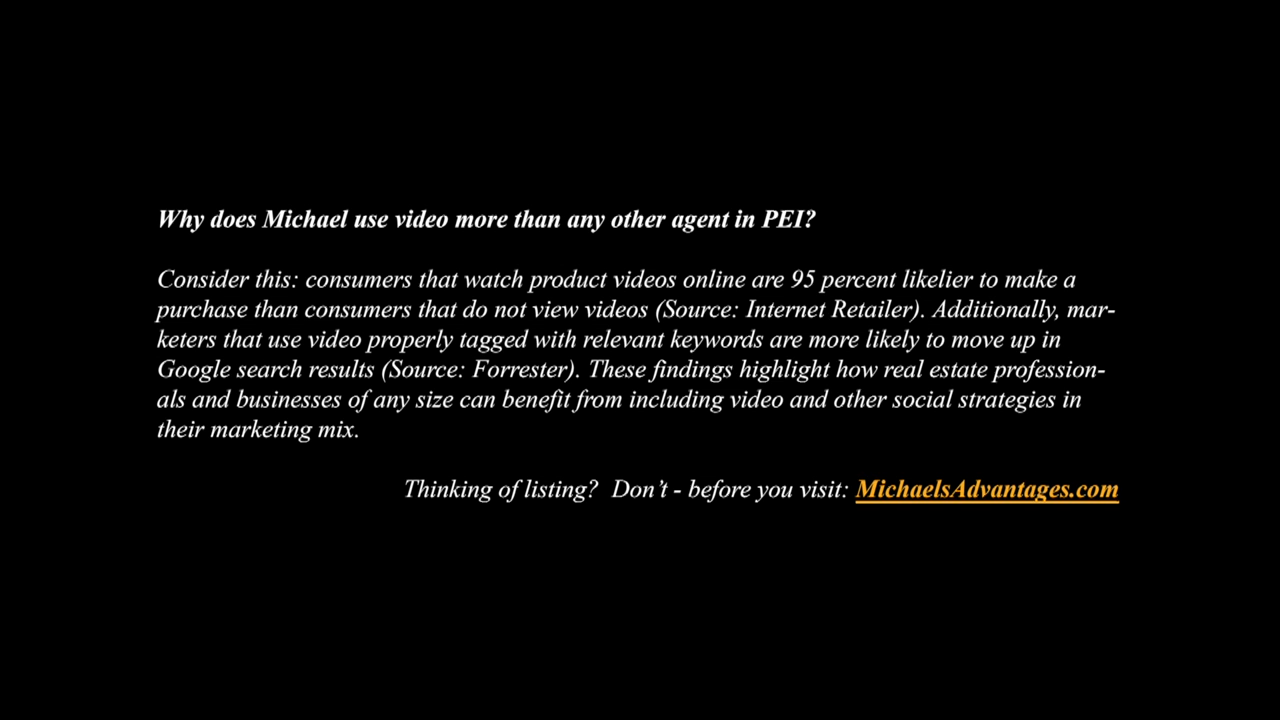 Why does Michael use video more than any other agent in PEI?
Consider this: consumers that watch product videos online are 95 percent likelier to make a
purchase than consumers that do not view videos (Source: Internet Retailer). Additionally, mar-
keters that use video properly tagged with relevant keywords are more likely to move up in
Google search results (Source: Forrester). These findings highlight how real estate profession-
als and businesses of any size can benefit from including video and other social strategies in
their marketing mix.
Thinking of listing?  Don’t - before you visit: MichaelsAdvantages.com